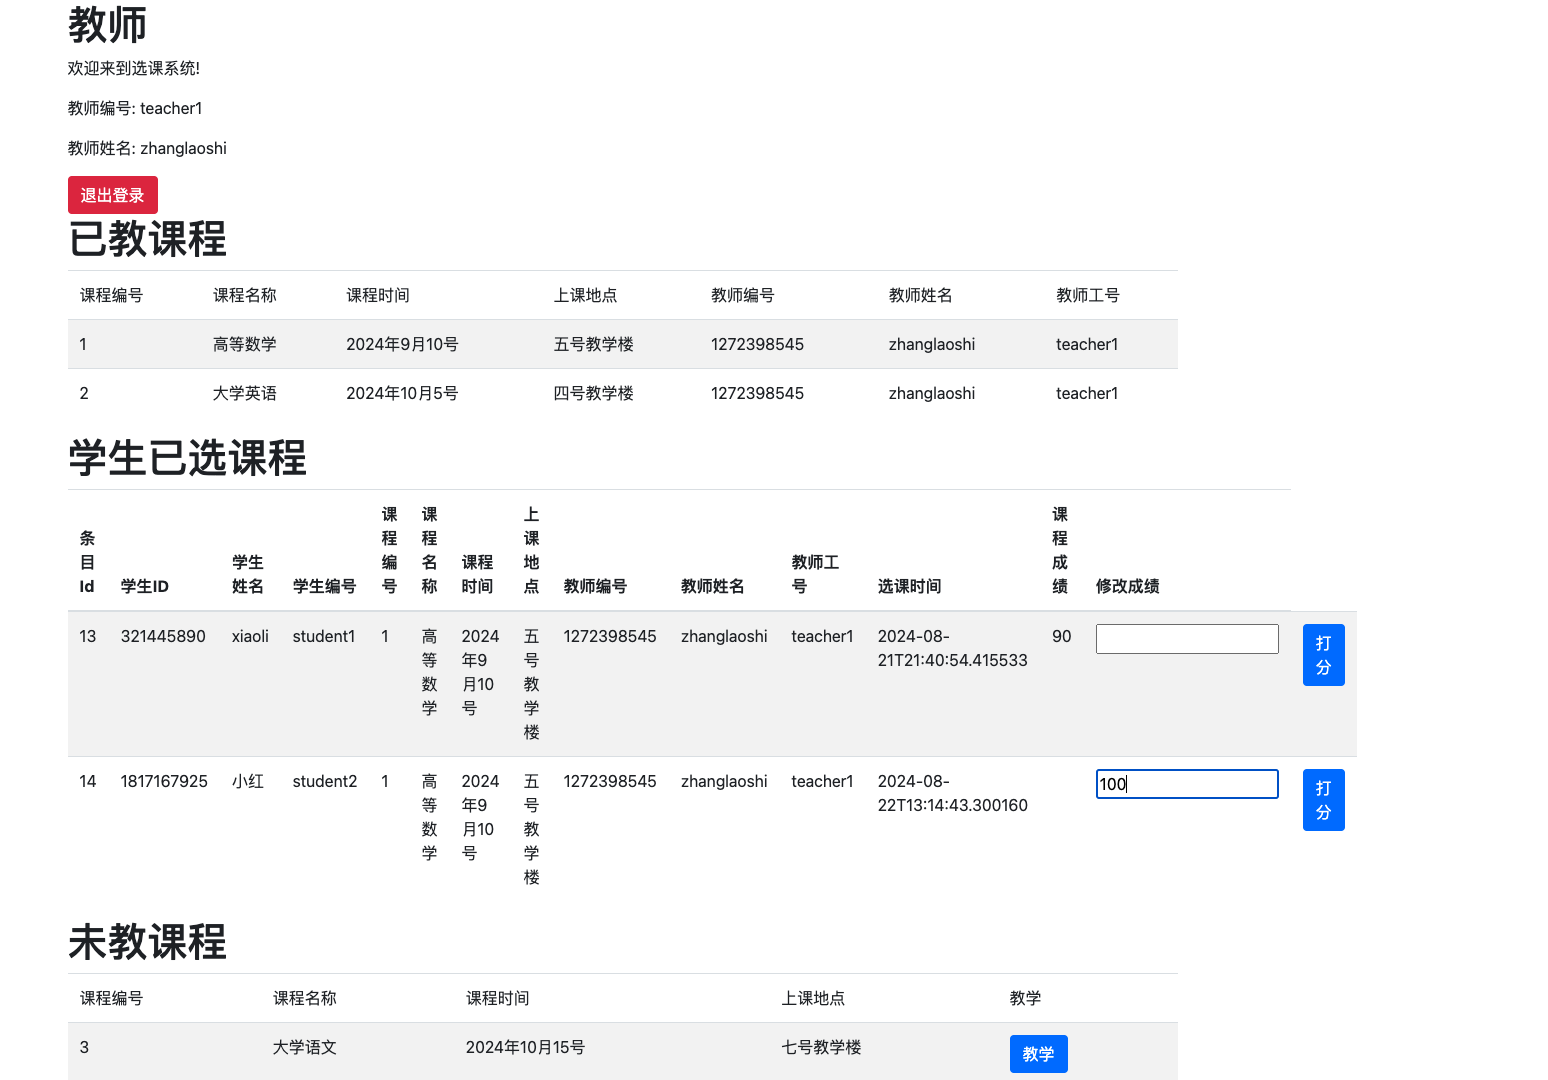 教师
欢迎来到选课系统!
教师编号: teacher1
教师姓名: zhanglaoshi
退出登录
已教课程
课程编号 课程名称 课程时间 上课地点 教师编号 教师姓名 教师工号
1 高等数学 2024年9月10号 五号教学楼 1272398545 zhanglaoshi teacher1
2 大学英语 2024年10月5号 四号教学楼 1272398545 zhanglaoshi teacher1
学生已选课程
条目Id 学生ID 学生姓名 学生编号 课程编号 课程名称 课程时间 上课地点 教师编号 教师姓名 教师工号 选课时间 课程成绩 修改成绩
13 321445890 xiaoli student1 1 高等数学 2024年9月10号 五号教学楼 1272398545 zhanglaoshi teacher1 2024-08-21T21:40:54.415533 90 打分
14 1817167925 小红 student2 1 高等数学 2024年9月10号 五号教学楼 1272398545 zhanglaoshi teacher1 2024-08-22T13:14:43.300160 100 打分
未教课程
课程编号 课程名称 课程时间 上课地点 教学
3 大学语文 2024年10月15号 七号教学楼 教学